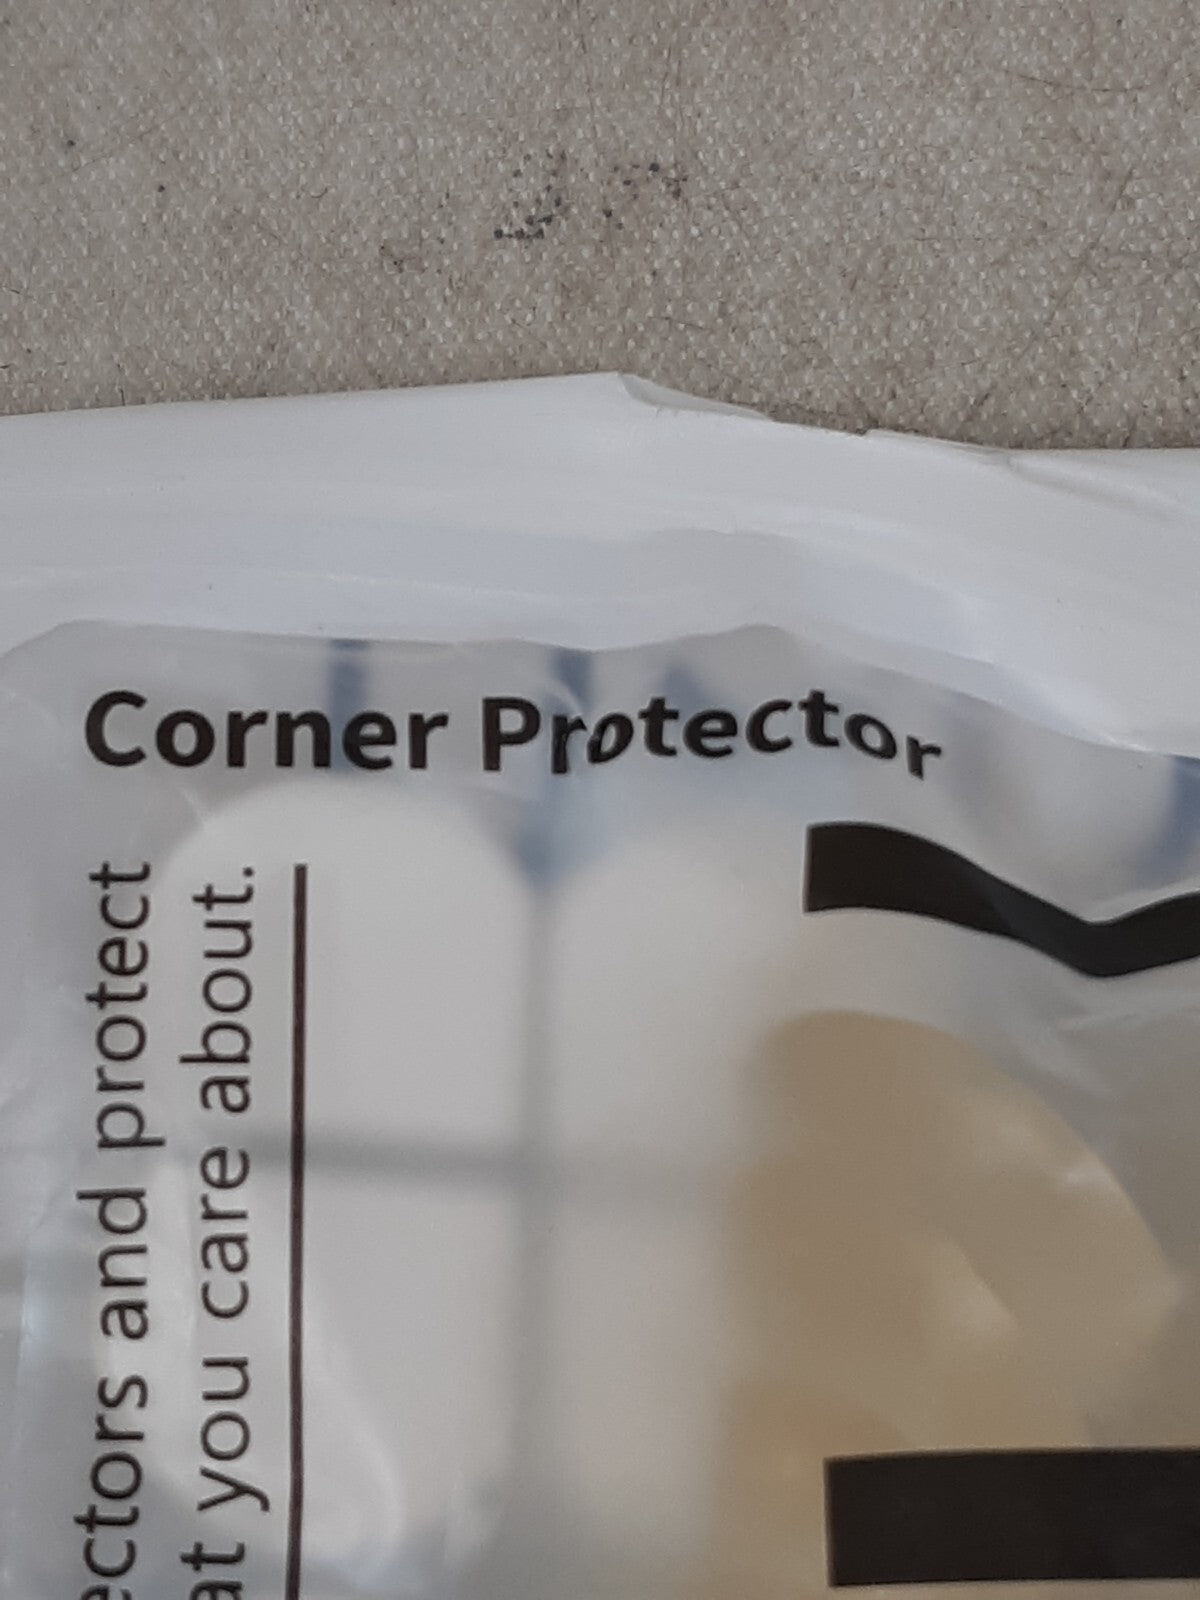 Corner Protector
ectors and protect
at you care about.